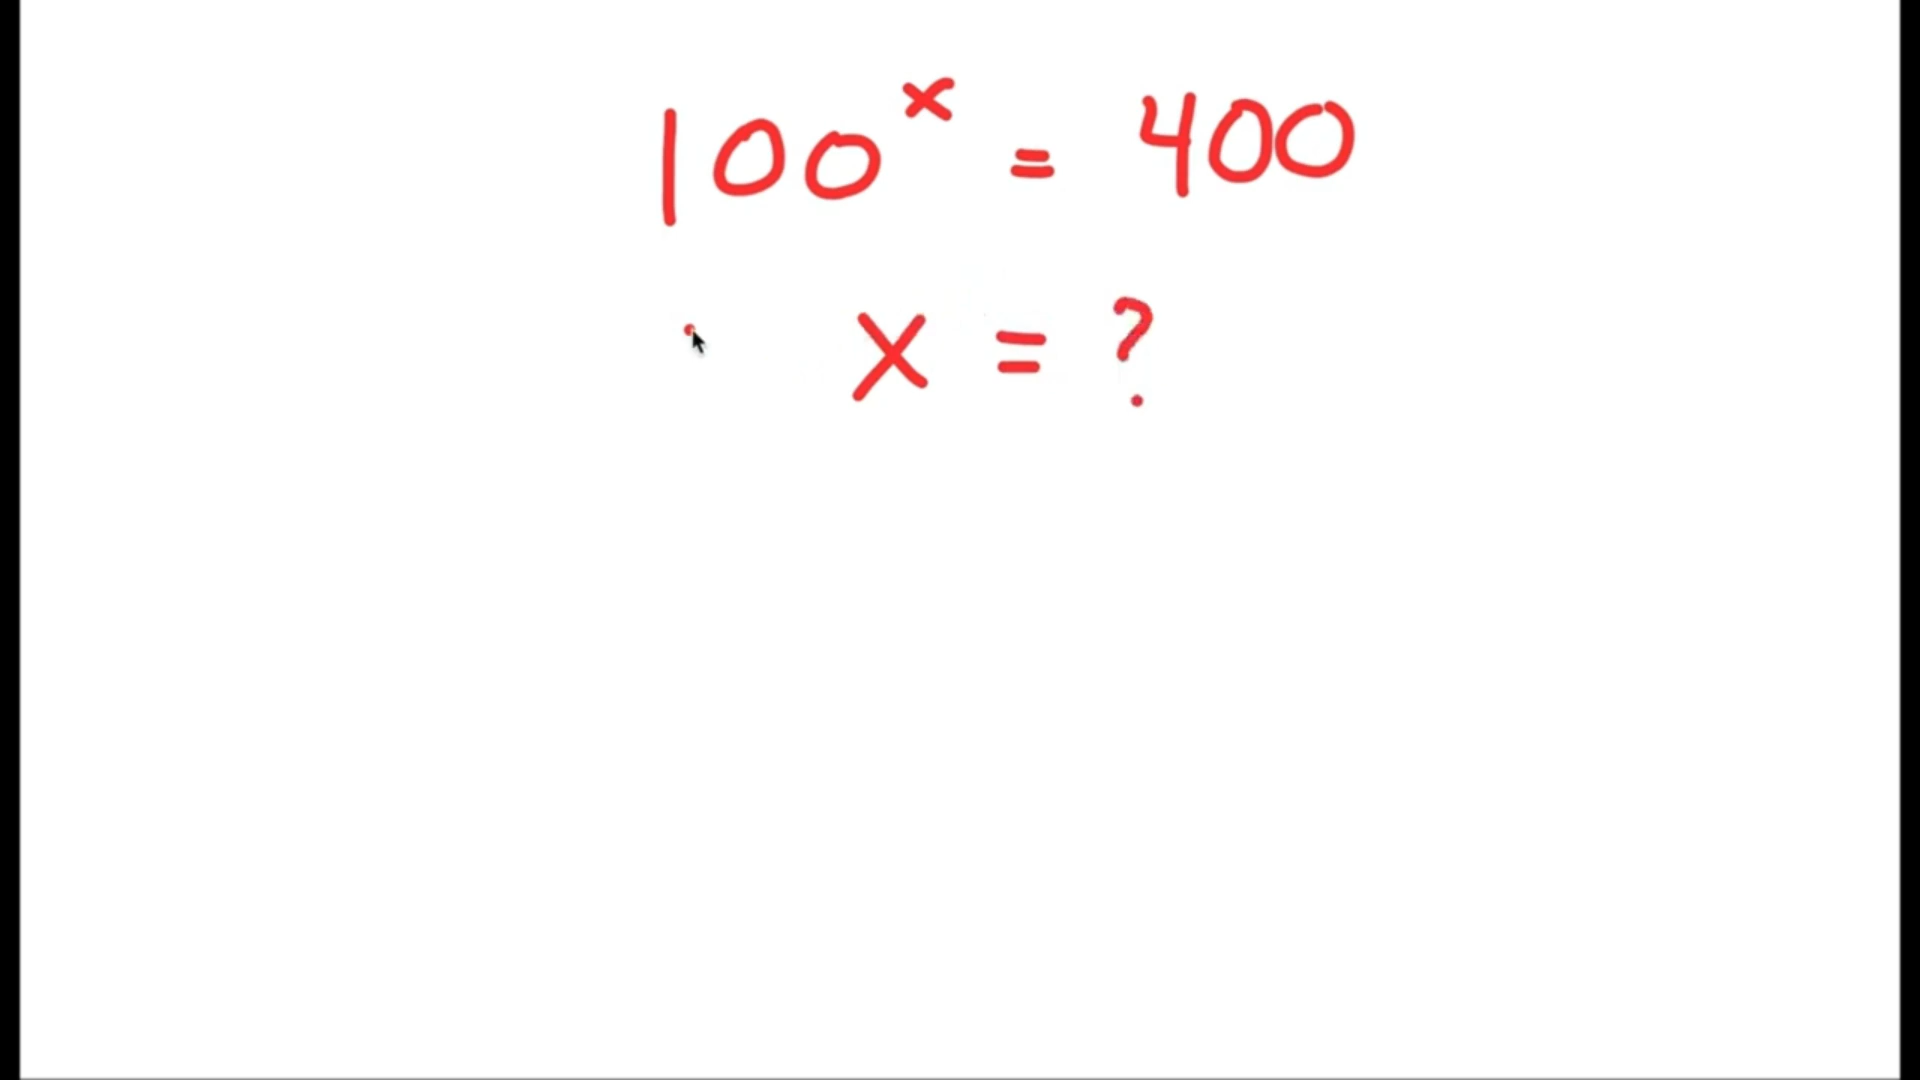 100^x = 400
x = ?